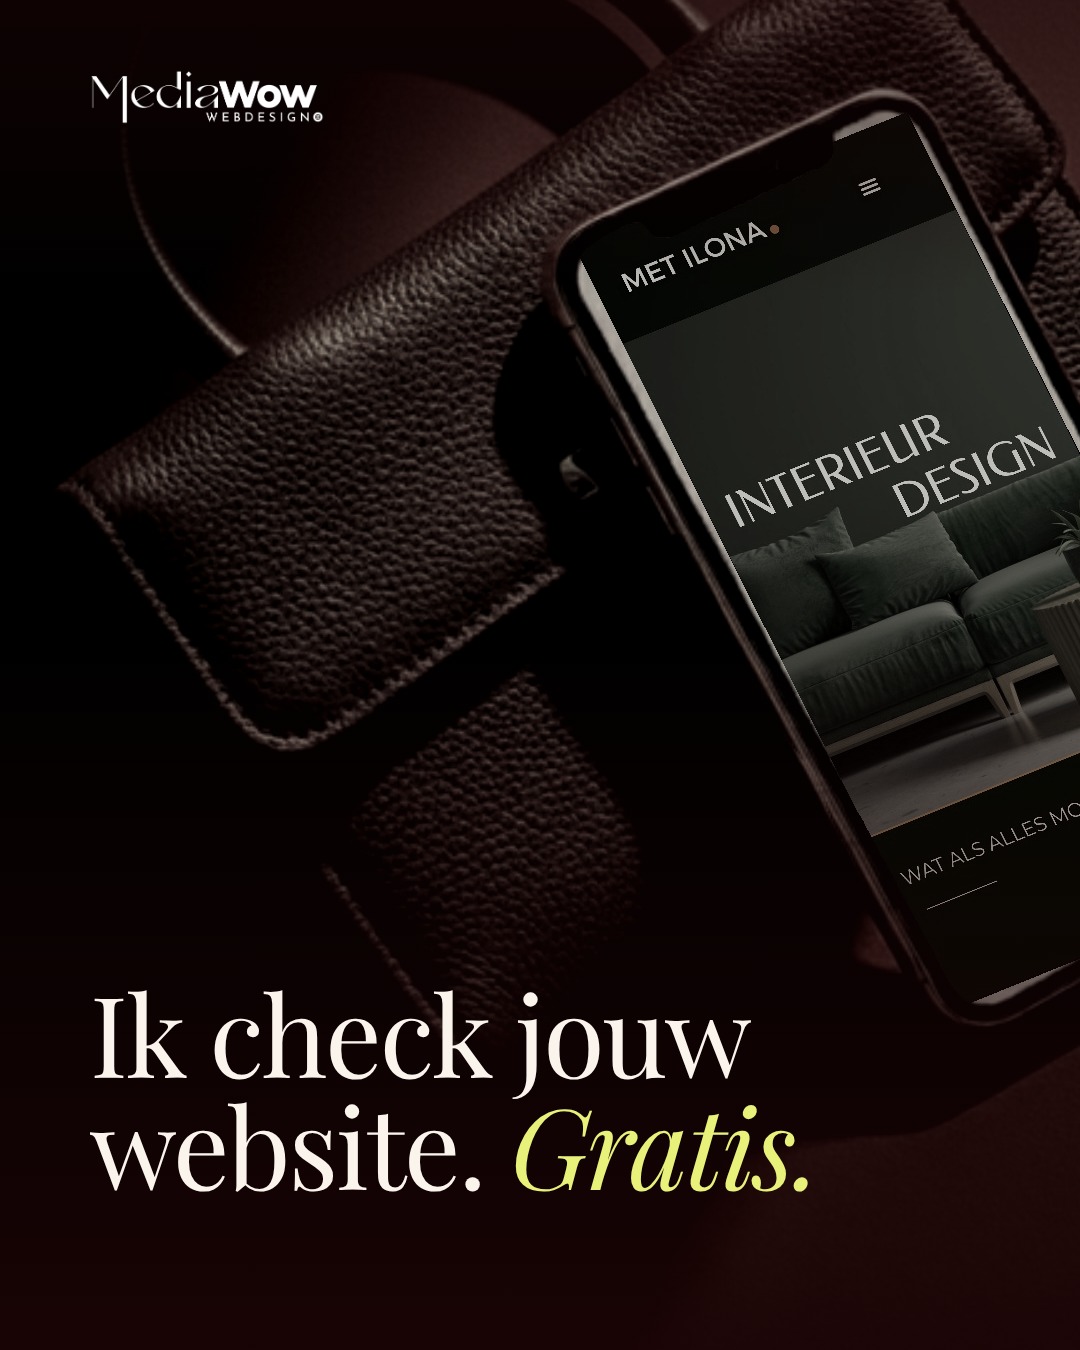 MediaWow
WEBDESIGN
MET ILONA
INTERIEUR
DESIGN
WAT ALS ALLES
Ik check jouw
website. Gratis.